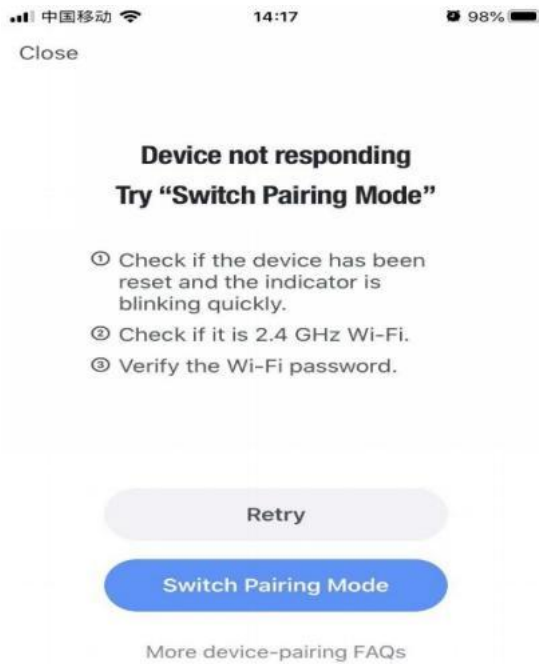 中国移动 14:17 98%
Close
Device not responding
Try “Switch Pairing Mode”
① Check if the device has been
reset and the indicator is
blinking quickly.
② Check if it is 2.4 GHz Wi-Fi.
③ Verify the Wi-Fi password.
Retry
Switch Pairing Mode
More device-pairing FAQs